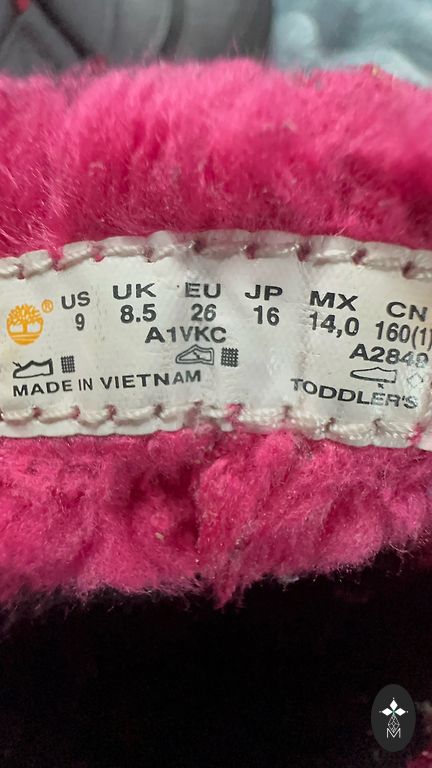 US UK EU JP MX CN
9 8.5 26 16 14,0 160(1)
A1VKC A2849
MADE IN VIETNAM TODDLER'S